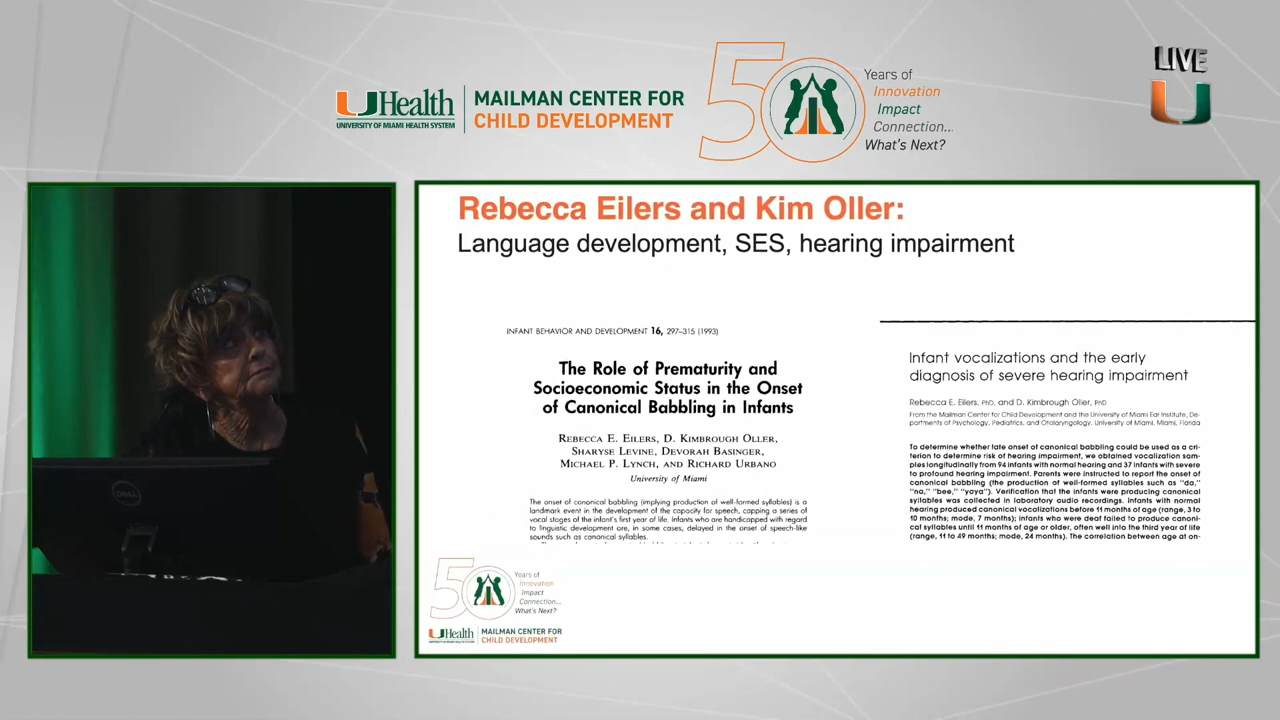 UHealth
UNIVERSITY OF MIAMI HEALTH SYSTEM
MAILMAN CENTER FOR
CHILD DEVELOPMENT
50
Years of
Innovation
Impact
Connection...
What's Next?
LIVE
U
Rebecca Eilers and Kim Oller:
Language development, SES, hearing impairment
INFANT BEHAVIOR AND DEVELOPMENT 16, 297–315 (1993)
The Role of Prematurity and
Socioeconomic Status in the Onset
of Canonical Babbling in Infants
REBECCA E. EILERS, D. KIMBROUGH OLLER,
SHARYSE LEVINE, DEVORAH BASINGER,
MICHAEL P. LYNCH, AND RICHARD URBANO
University of Miami
The onset of canonical babbling (implying production of well-formed syllables) is a
landmark event in the development of the capacity for speech, capping a series of
vocal stages of the infant's first year of life. Infants who are handicapped with regard
to linguistic development are, in some cases, delayed in the onset of speech-like
sounds such as canonical syllables.
Infant vocalizations and the early
diagnosis of severe hearing impairment
Rebecca E. Eilers, PhD, and D. Kimbrough Oller, PhD
From the Mailman Center for Child Development and the University of Miami Ear Institute, De-
partments of Psychology, Pediatrics, and Otolaryngology, University of Miami, Miami, Florida
To determine whether late onset of canonical babbling could be used as a cri-
terion to determine risk of hearing impairment, we obtained vocalization sam-
ples longitudinally from 94 infants with normal hearing and 37 infants with severe
to profound hearing impairment. Parents were instructed to report the onset of
canonical babbling (the production of well-formed syllables such as "da,"
"na," "bee," "yaya"). Verification that the infants were producing canonical
syllables was collected in laboratory audio recordings. Infants with normal
hearing produced canonical vocalizations before 11 months of age (range, 3 to
10 months; mode, 7 months); infants who were deaf failed to produce canoni-
cal syllables until 11 months of age or older, often well into the third year of life
(range, 11 to 49 months; mode, 24 months). The correlation between age at on-
50
Years of
Innovation
Impact
Connection...
What's Next?
UHealth
MAILMAN CENTER FOR
CHILD DEVELOPMENT
DELL